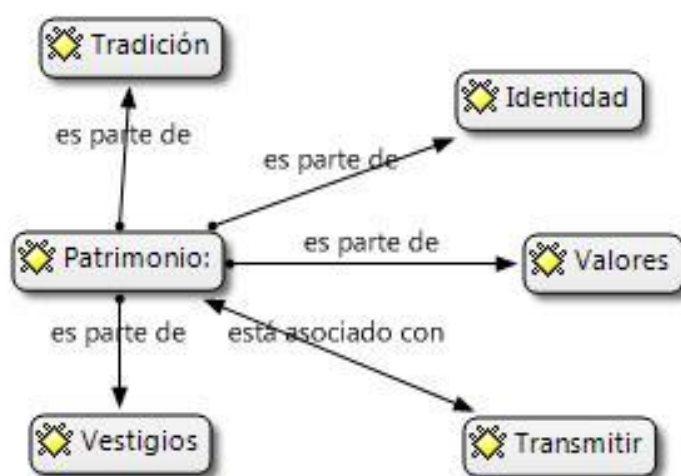 Tradición
Identidad
es parte de
es parte de
Patrimonio:
es parte de
Valores
es parte de
está asociado con
Vestigios
Transmitir